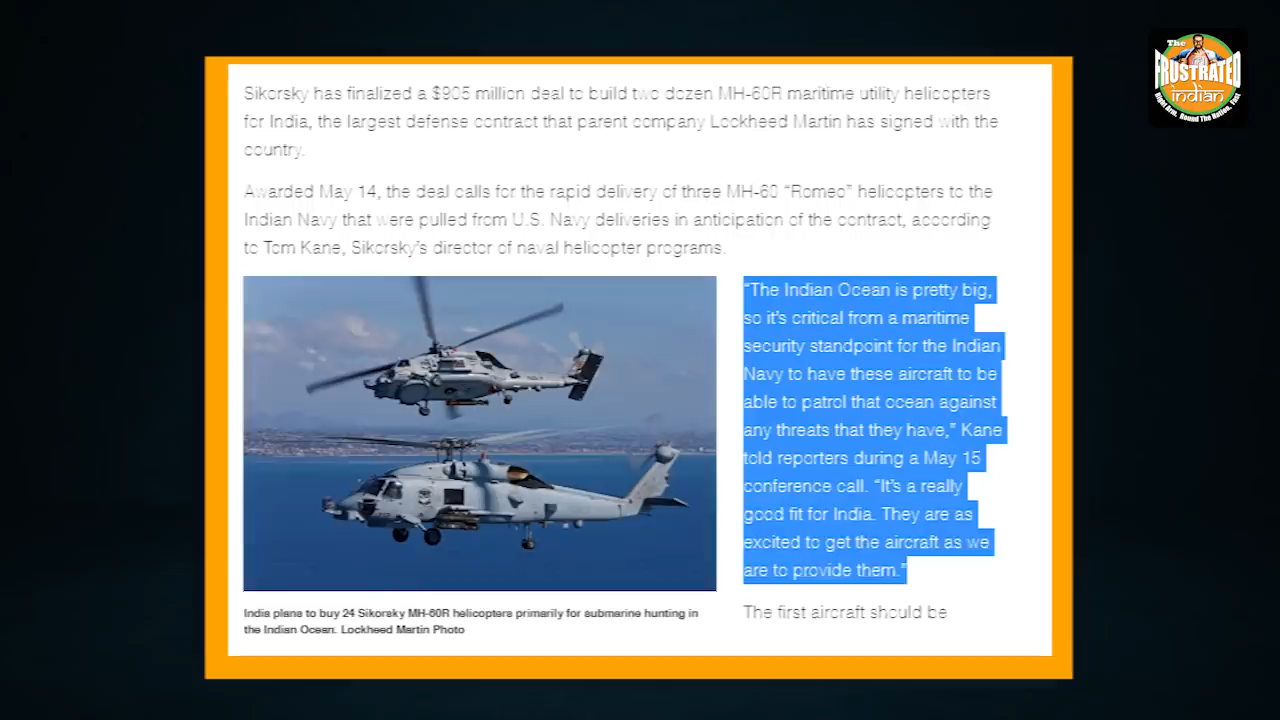 The
FRUSTRATED
indian
Right Arm. Round The Nation. Fast
Sikorsky has finalized a $905 million deal to build two dozen MH-60R maritime utility helicopters
for India, the largest defense contract that parent company Lockheed Martin has signed with the
country.
Awarded May 14, the deal calls for the rapid delivery of three MH-60 “Romeo” helicopters to the
Indian Navy that were pulled from U.S. Navy deliveries in anticipation of the contract, according
to Tom Kane, Sikorsky’s director of naval helicopter programs.
“The Indian Ocean is pretty big,
so it’s critical from a maritime
security standpoint for the Indian
Navy to have these aircraft to be
able to patrol that ocean against
any threats that they have,” Kane
told reporters during a May 15
conference call. “It’s a really
good fit for India. They are as
excited to get the aircraft as we
are to provide them.”
The first aircraft should be
India plans to buy 24 Sikorsky MH-60R helicopters primarily for submarine hunting in
the Indian Ocean. Lockheed Martin Photo